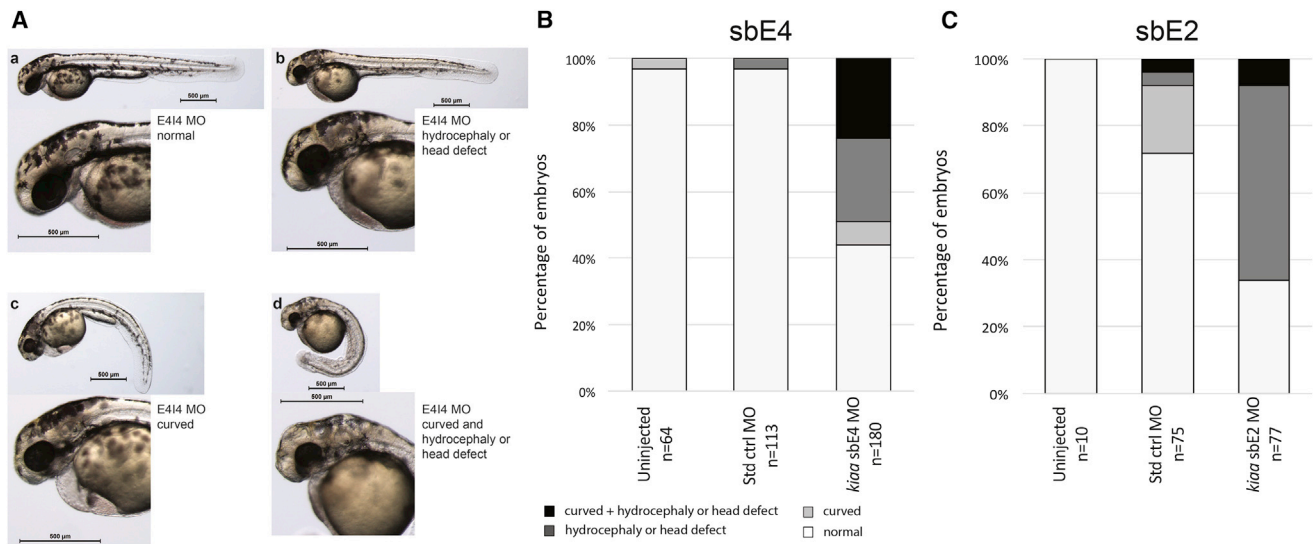 A
a
500 µm
E4I4 MO
normal
500 µm
b
500 µm
E4I4 MO
hydrocephaly or
head defect
500 µm
c
500 µm
E4I4 MO
curved
500 µm
d
500 µm
500 µm
E4I4 MO
curved and
hydrocephaly or
head defect
B
sbE4
Percentage of embryos
100%
80%
60%
40%
20%
0%
Uninjected
n=64
Std ctrl MO
n=113
kiaa sbE4 MO
n=180
C
sbE2
Percentage of embryos
100%
80%
60%
40%
20%
0%
Uninjected
n=10
Std ctrl MO
n=75
kiaa sbE2 MO
n=77
curved + hydrocephaly or head defect
curved
hydrocephaly or head defect
normal